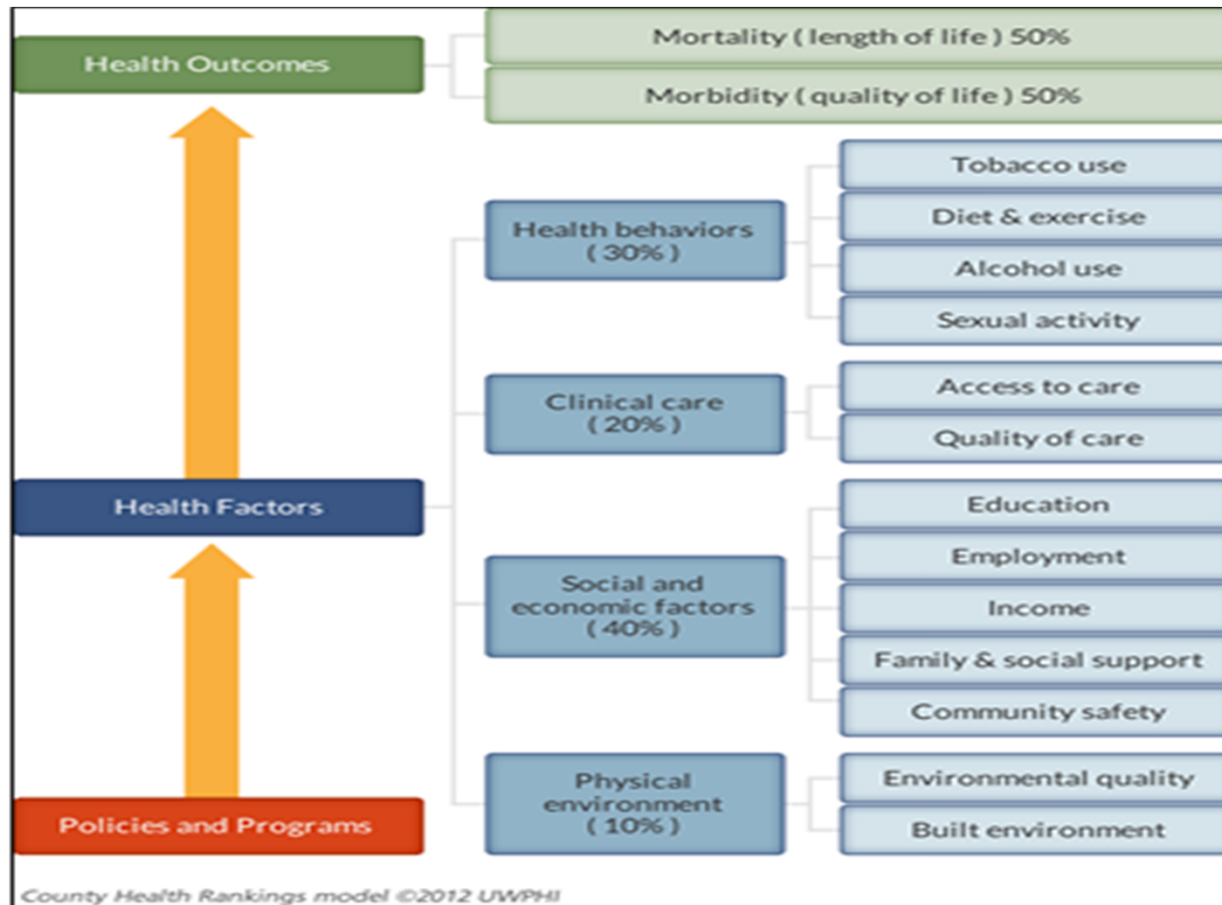 Health Outcomes
Mortality ( length of life ) 50%
Morbidity ( quality of life ) 50%
Health Factors
Health behaviors
( 30% )
Tobacco use
Diet & exercise
Alcohol use
Sexual activity
Clinical care
( 20% )
Access to care
Quality of care
Social and
economic factors
( 40% )
Education
Employment
Income
Family & social support
Community safety
Physical
environment
( 10% )
Environmental quality
Built environment
Policies and Programs
County Health Rankings model ©2012 UWPHI